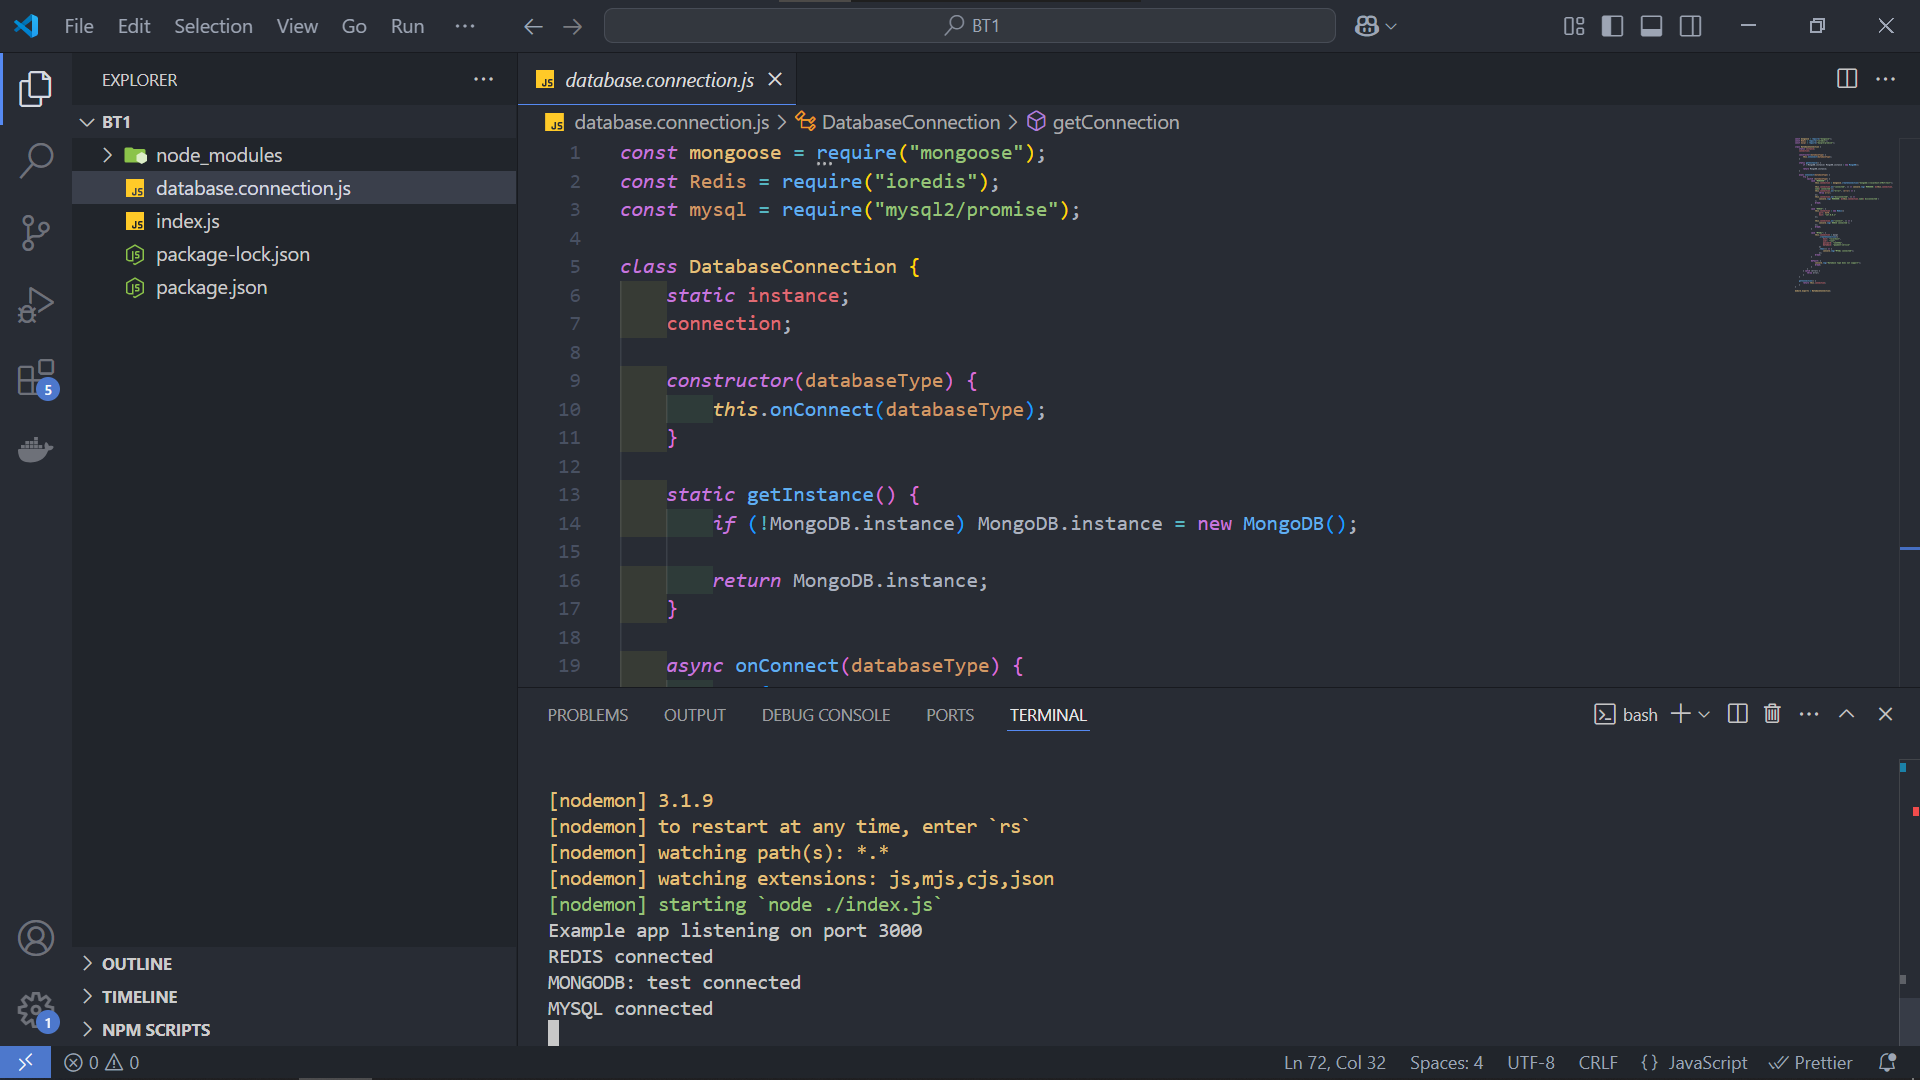 File Edit Selection View Go Run ···
BT1
EXPLORER
BT1
node_modules
database.connection.js
index.js
package-lock.json
package.json
5
OUTLINE
TIMELINE
NPM SCRIPTS
1
JS database.connection.js
JS database.connection.js > DatabaseConnection > getConnection
1 const mongoose = require("mongoose");
2 const Redis = require("ioredis");
3 const mysql = require("mysql2/promise");
4
5 class DatabaseConnection {
6 static instance;
7 connection;
8
9 constructor(databaseType) {
10 this.onConnect(databaseType);
11 }
12
13 static getInstance() {
14 if (!MongoDB.instance) MongoDB.instance = new MongoDB();
15
16 return MongoDB.instance;
17 }
18
19 async onConnect(databaseType) {
PROBLEMS OUTPUT DEBUG CONSOLE PORTS TERMINAL
bash
[nodemon] 3.1.9
[nodemon] to restart at any time, enter `rs`
[nodemon] watching path(s): *.*
[nodemon] watching extensions: js,mjs,cjs,json
[nodemon] starting `node ./index.js`
Example app listening on port 3000
REDIS connected
MONGODB: test connected
MYSQL connected
0 0
Ln 72, Col 32 Spaces: 4 UTF-8 CRLF {} JavaScript Prettier